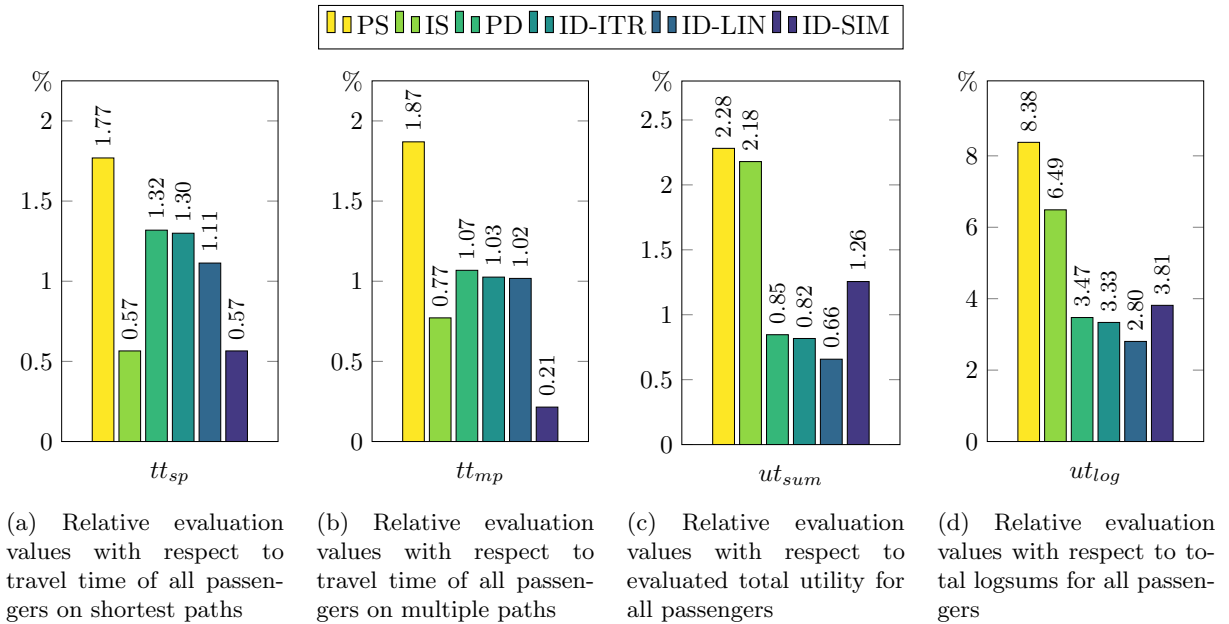 PS IS PD ID-ITR ID-LIN ID-SIM
%
2
1.5
1
0.5
0
1.77
0.57
1.32
1.30
1.11
0.57
tt_sp
(a) Relative evaluation
values with respect to
travel time of all passen-
gers on shortest paths
%
2
1.5
1
0.5
0
1.87
0.77
1.07
1.03
1.02
0.21
tt_mp
(b) Relative evaluation
values with respect to
travel time of all passen-
gers on multiple paths
%
2.5
2
1.5
1
0.5
0
2.28
2.18
0.85
0.82
0.66
1.26
ut_sum
(c) Relative evaluation
values with respect to
evaluated total utility for
all passengers
%
8
6
4
2
0
8.38
6.49
3.47
3.33
2.80
3.81
ut_log
(d) Relative evaluation
values with respect to to-
tal logsums for all passen-
gers